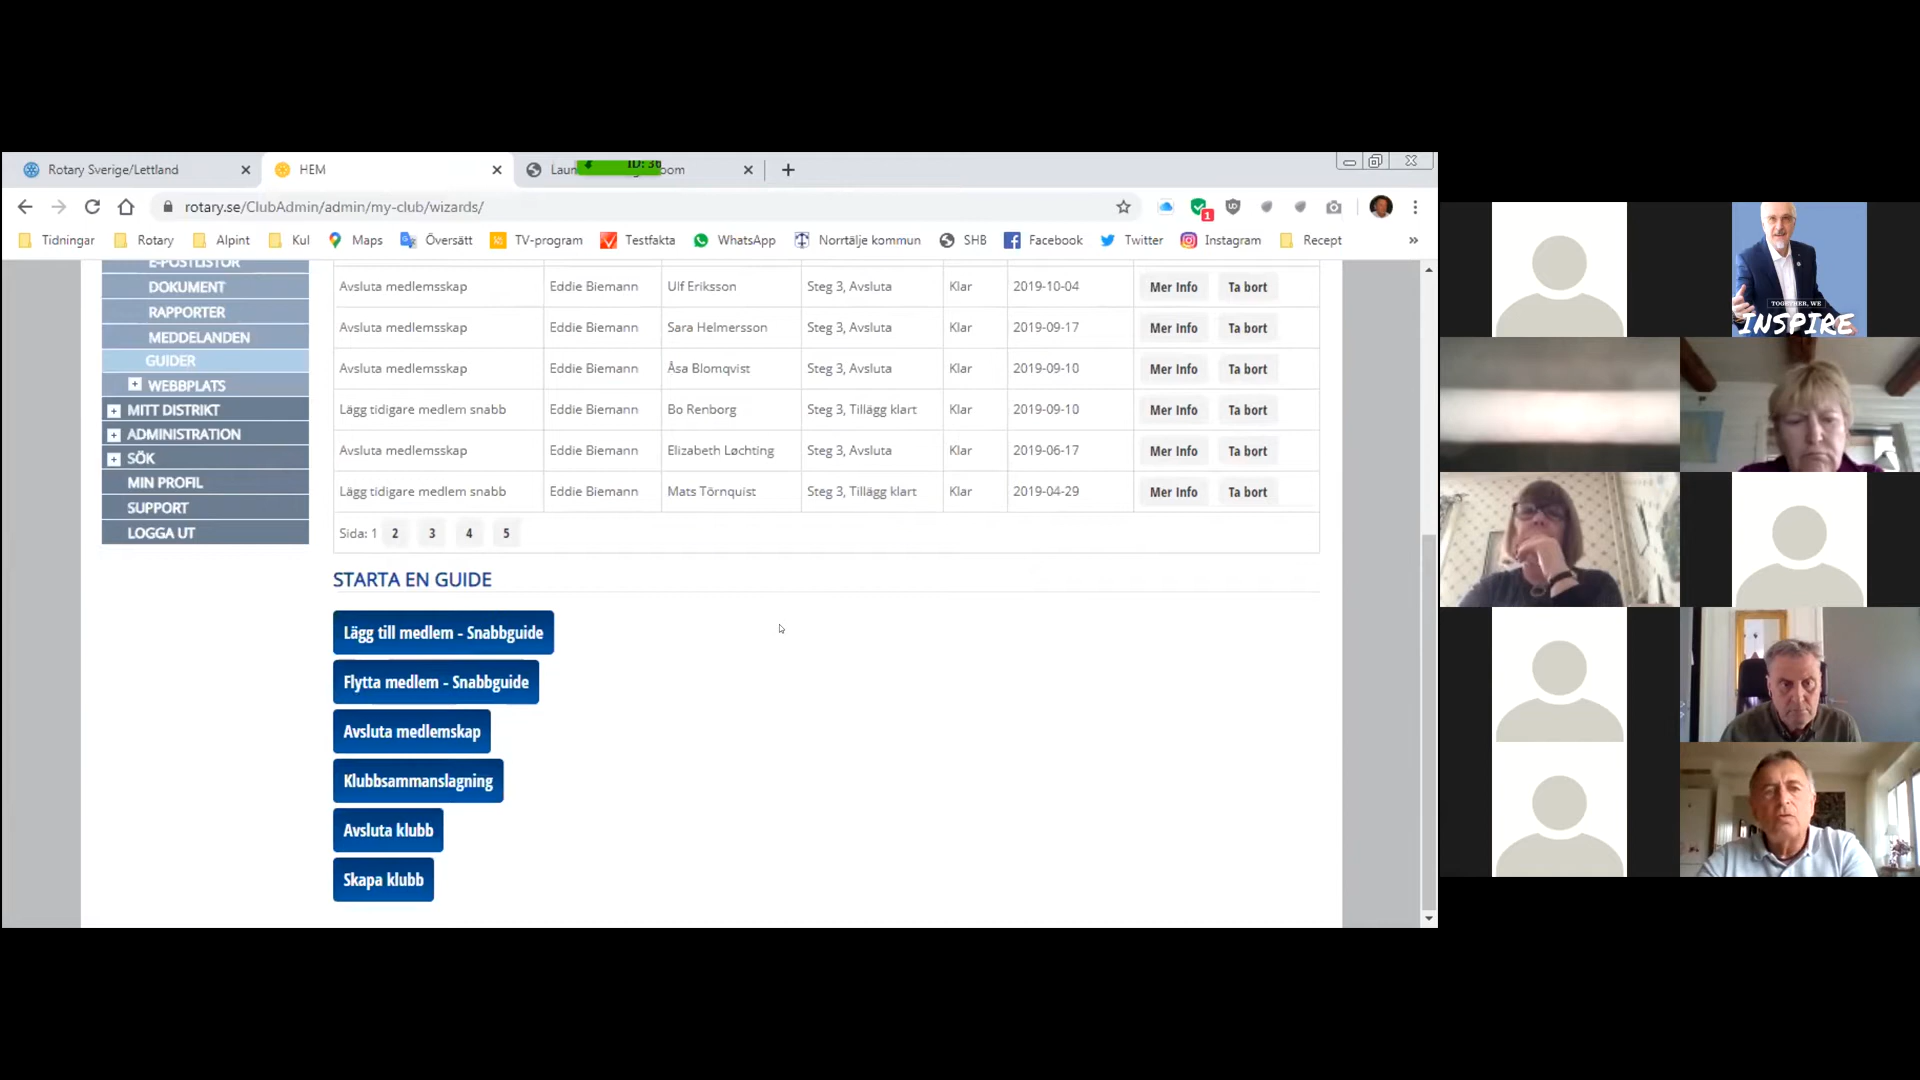 Rotary Sverige/Lettland
HEM
ID: 36
rotary.se/ClubAdmin/admin/my-club/wizards/
1
Tidningar
Rotary
Alpint
Kul
Maps
Översätt
TV-program
Testfakta
WhatsApp
Norrtälje kommun
SHB
Facebook
Twitter
Instagram
Recept
»
E-POSTLISTOR
DOKUMENT
RAPPORTER
MEDDELANDEN
GUIDER
WEBBPLATS
MITT DISTRIKT
ADMINISTRATION
SÖK
MIN PROFIL
SUPPORT
LOGGA UT
Avsluta medlemsskap Eddie Biemann Ulf Eriksson Steg 3, Avsluta Klar 2019-10-04 Mer Info Ta bort
Avsluta medlemsskap Eddie Biemann Sara Helmersson Steg 3, Avsluta Klar 2019-09-17 Mer Info Ta bort
Avsluta medlemsskap Eddie Biemann Åsa Blomqvist Steg 3, Avsluta Klar 2019-09-10 Mer Info Ta bort
Lägg tidigare medlem snabb Eddie Biemann Bo Renborg Steg 3, Tillägg klart Klar 2019-09-10 Mer Info Ta bort
Avsluta medlemsskap Eddie Biemann Elizabeth Løchting Steg 3, Avsluta Klar 2019-06-17 Mer Info Ta bort
Lägg tidigare medlem snabb Eddie Biemann Mats Törnquist Steg 3, Tillägg klart Klar 2019-04-29 Mer Info Ta bort
Sida: 1 2 3 4 5
STARTA EN GUIDE
Lägg till medlem - Snabbguide
Flytta medlem - Snabbguide
Avsluta medlemskap
Klubbsammanslagning
Avsluta klubb
Skapa klubb
TOGETHER, WE
INSPIRE